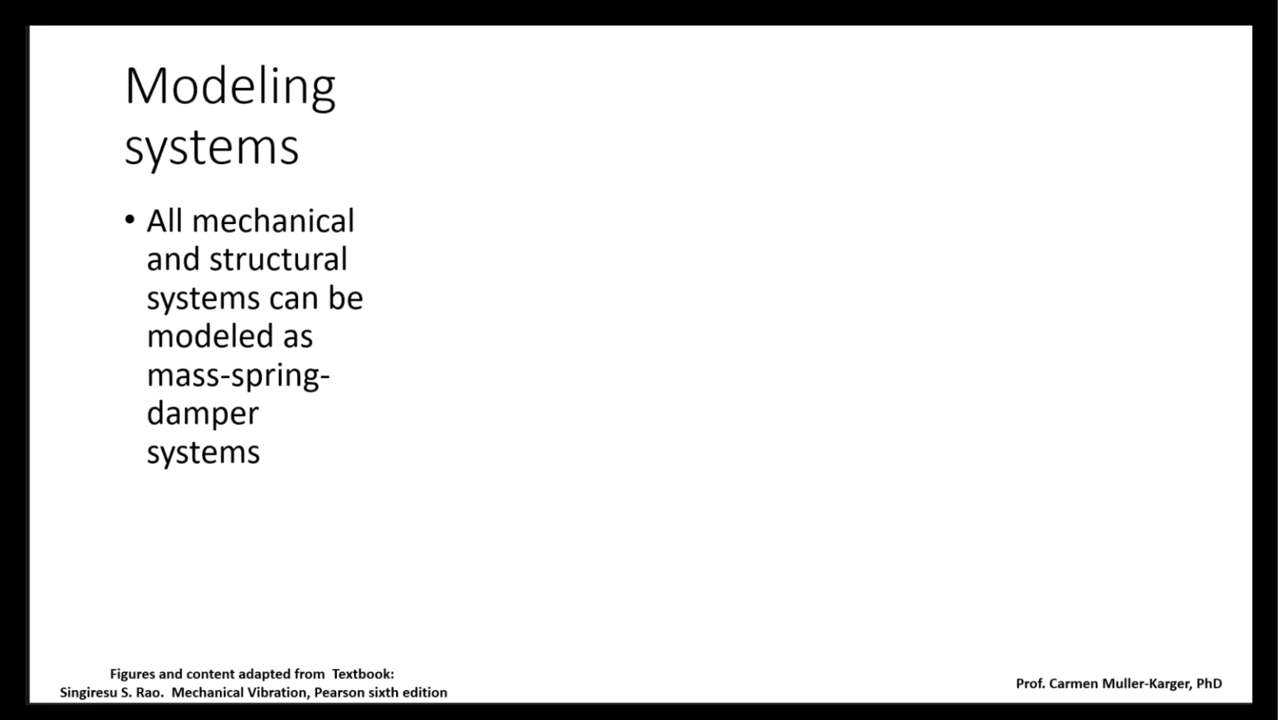 Modeling
systems
• All mechanical
and structural
systems can be
modeled as
mass-spring-
damper
systems
Figures and content adapted from Textbook:
Singiresu S. Rao. Mechanical Vibration, Pearson sixth edition
Prof. Carmen Muller-Karger, PhD